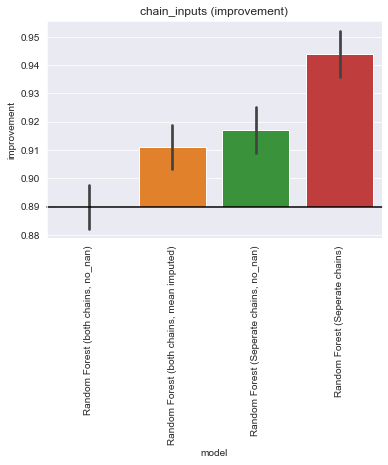 chain_inputs (improvement)
0.95
0.94
0.93
0.92
0.91
0.90
0.89
0.88
improvement
Random Forest (both chains, no_nan)
Random Forest (both chains, mean imputed)
Random Forest (Seperate chains, no_nan)
Random Forest (Seperate chains)
model